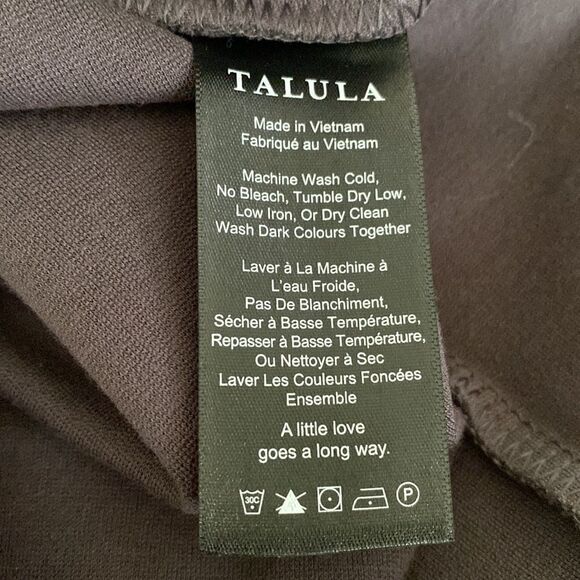 TALULA
Made in Vietnam
Fabriqué au Vietnam
Machine Wash Cold,
No Bleach, Tumble Dry Low,
Low Iron, Or Dry Clean
Wash Dark Colours Together
Laver à La Machine à
L'eau Froide,
Pas De Blanchiment,
Sécher à Basse Température,
Repasser à Basse Température,
Ou Nettoyer à Sec
Laver Les Couleurs Foncées
Ensemble
A little love
goes a long way.
30C P